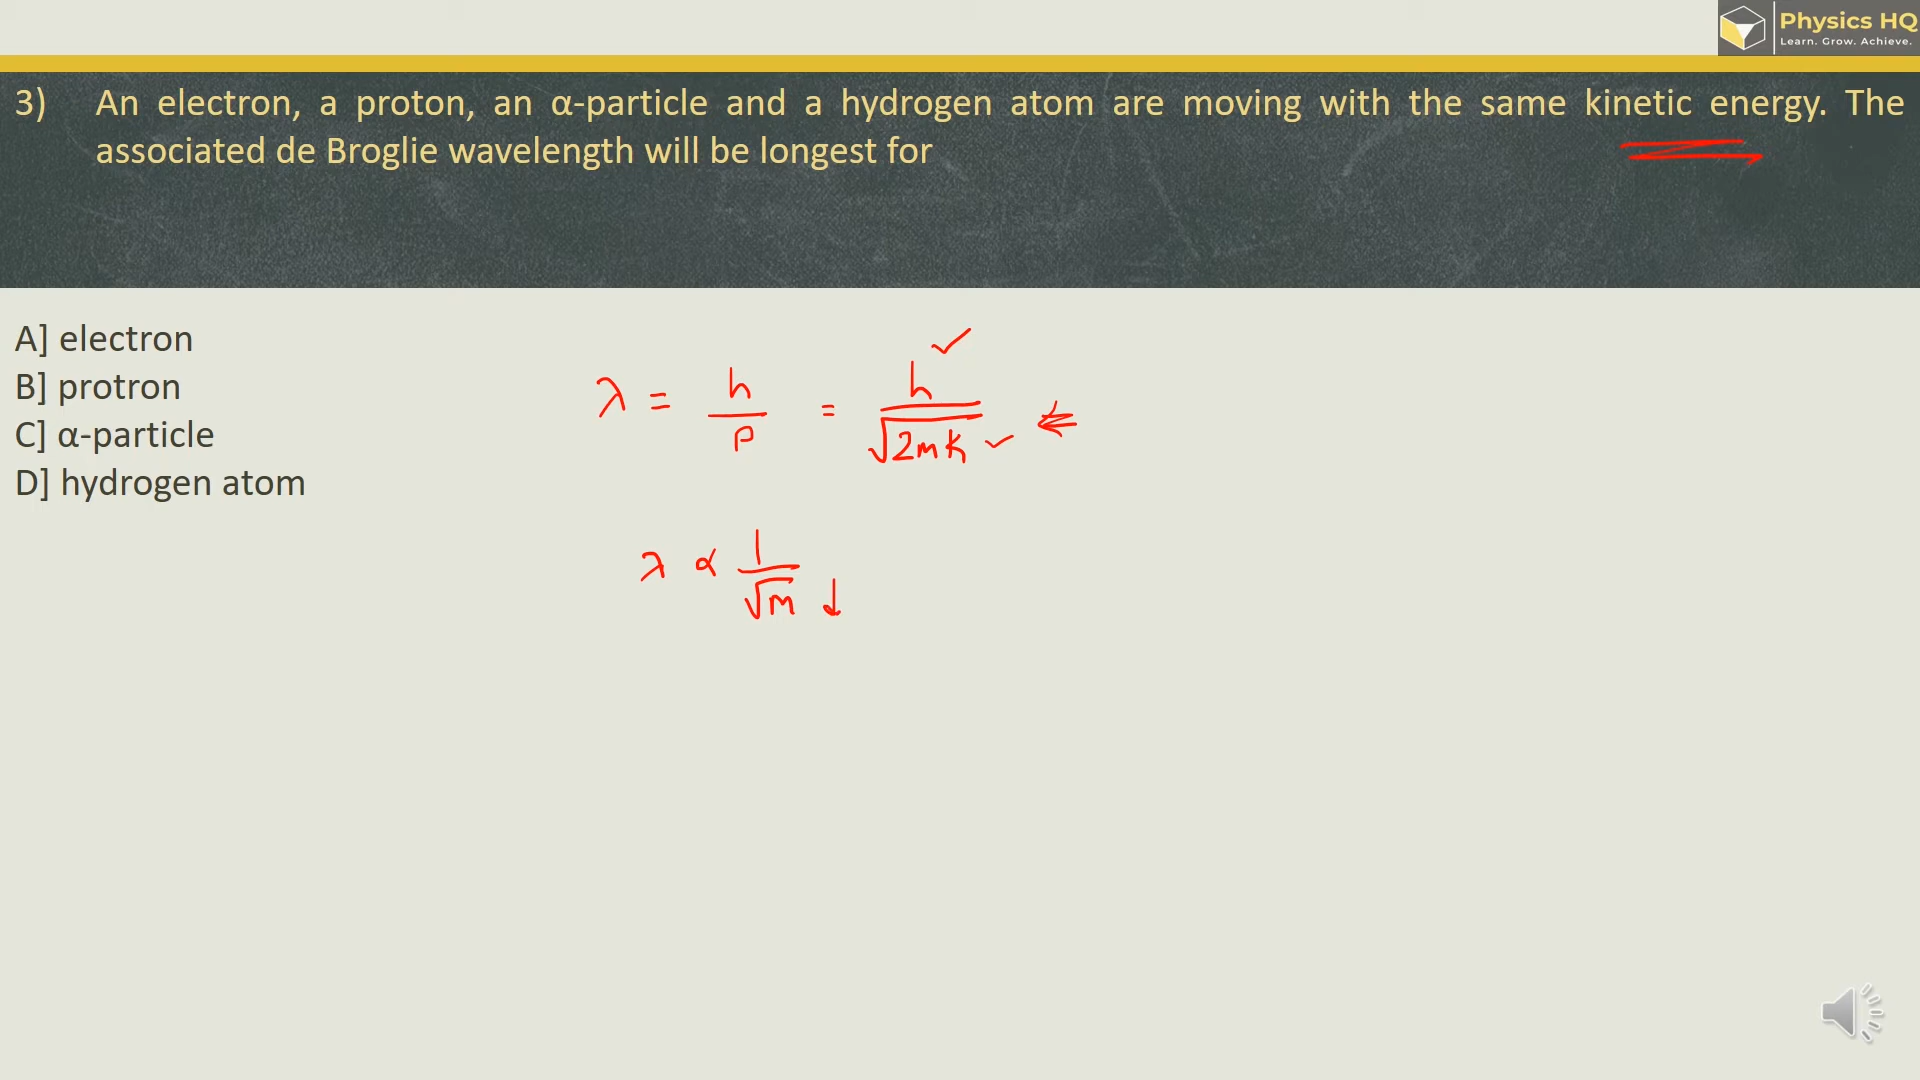 Physics HQ
Learn. Grow. Achieve.
3) An electron, a proton, an α-particle and a hydrogen atom are moving with the same kinetic energy. The
associated de Broglie wavelength will be longest for
A] electron
B] protron
C] α-particle
D] hydrogen atom
λ = h/p = h/√2mK
λ ∝ 1/√m ↓